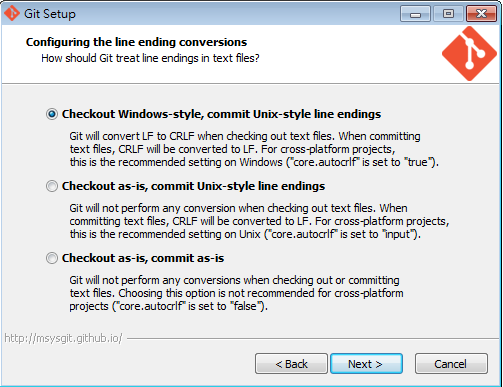 Git Setup
Configuring the line ending conversions
How should Git treat line endings in text files?
Checkout Windows-style, commit Unix-style line endings
Git will convert LF to CRLF when checking out text files. When committing
text files, CRLF will be converted to LF. For cross-platform projects,
this is the recommended setting on Windows ("core.autocrlf" is set to "true").
Checkout as-is, commit Unix-style line endings
Git will not perform any conversion when checking out text files. When
committing text files, CRLF will be converted to LF. For cross-platform projects,
this is the recommended setting on Unix ("core.autocrlf" is set to "input").
Checkout as-is, commit as-is
Git will not perform any conversions when checking out or committing
text files. Choosing this option is not recommended for cross-platform
projects ("core.autocrlf" is set to "false").
http://msysgit.github.io/
< Back
Next >
Cancel